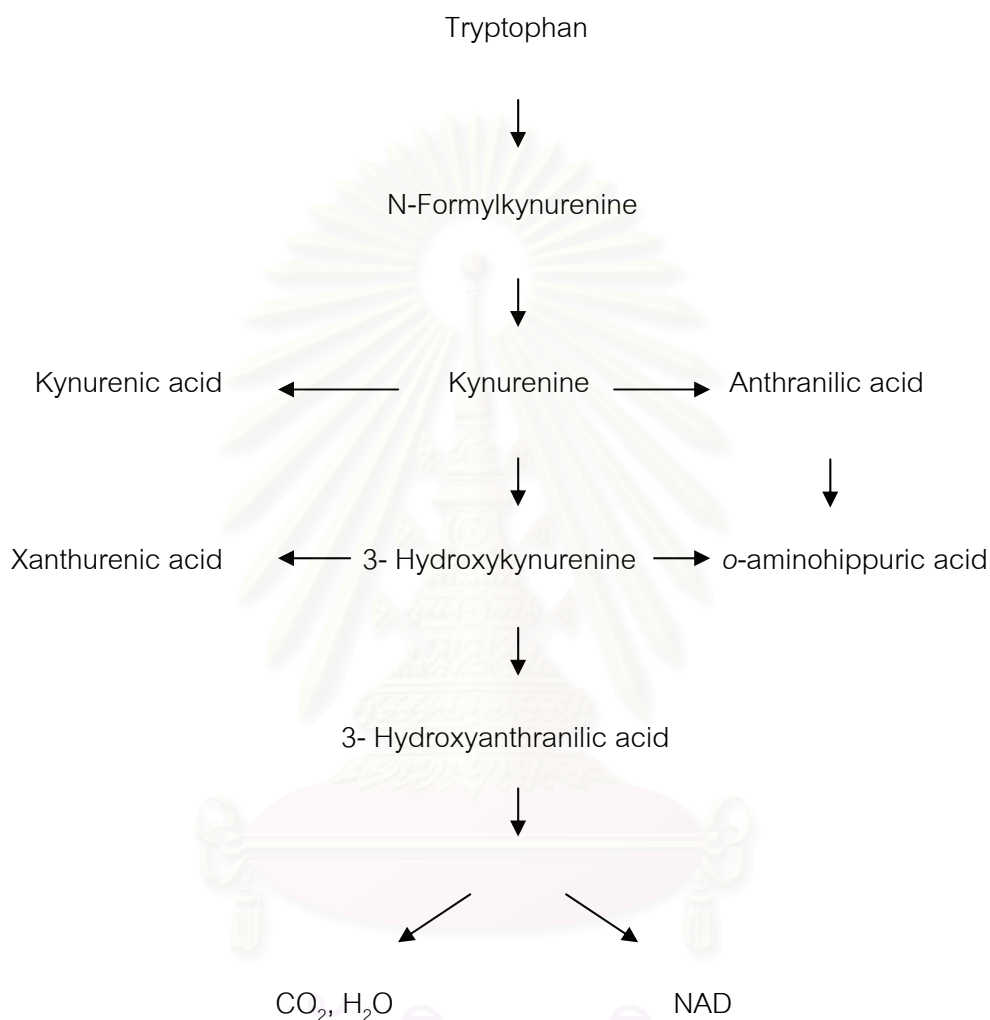 Tryptophan
N-Formylkynurenine
Kynurenic acid Kynurenine Anthranilic acid
Xanthurenic acid 3- Hydroxykynurenine o-aminohippuric acid
3- Hydroxyanthranilic acid
CO₂, H₂O NAD